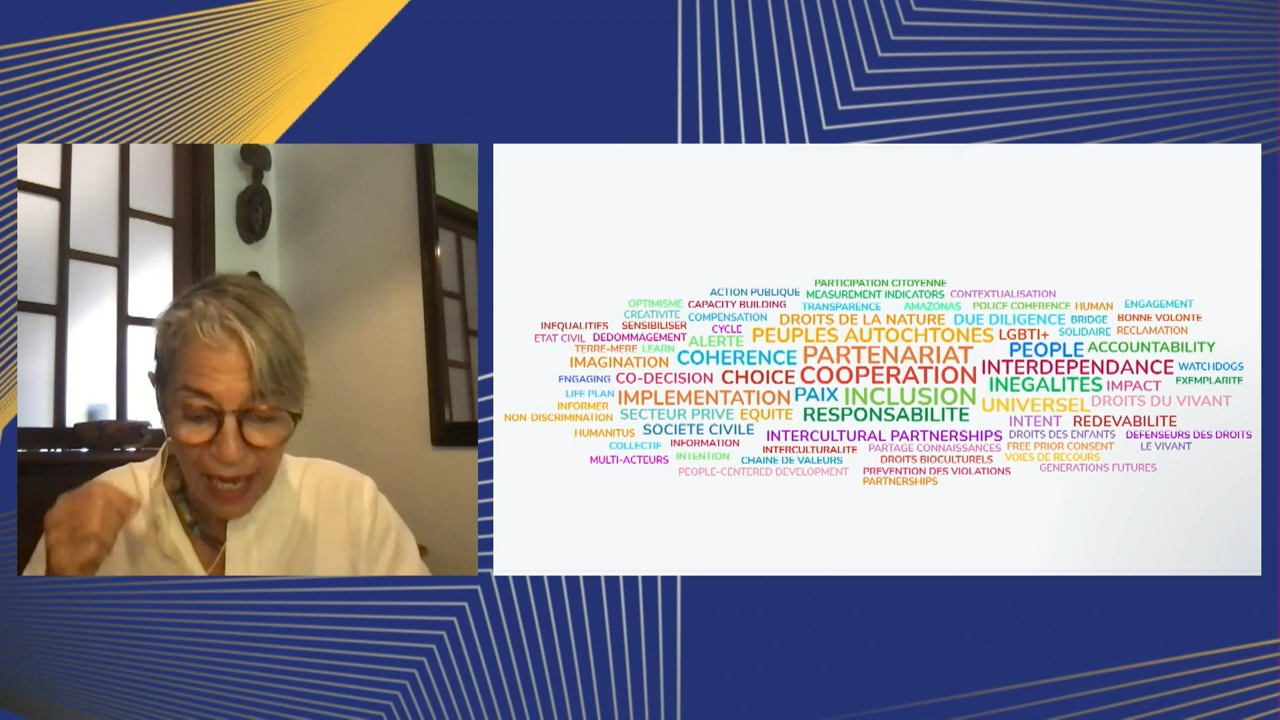 PARTICIPATION CITOYENNE
ACTION PUBLIQUE MEASUREMENT INDICATORS CONTEXTUALISATION
OPTIMISME CAPACITY BUILDING TRANSPARENCE AMAZONAS POLICE COHERENCE HUMAN ENGAGEMENT
CREATIVITE COMPENSATION DROITS DE LA NATURE DUE DILIGENCE BRIDGE BONNE VOLONTE
INEQUALITIES SENSIBILISER CYCLE PEUPLES AUTOCHTONES LGBTI+ SOLIDAIRE RECLAMATION
ETAT CIVIL DEDOMMAGEMENT ALERTE
TERRE-MERE LEARN COHERENCE PARTENARIAT PEOPLE ACCOUNTABILITY
IMAGINATION INTERDEPENDANCE WATCHDOGS
ENGAGING CO-DECISION CHOICE COOPERATION INEGALITES IMPACT EXEMPLARITE
LIFE PLAN IMPLEMENTATION PAIX INCLUSION UNIVERSEL DROITS DU VIVANT
INFORMER
NON DISCRIMINATION SECTEUR PRIVE EQUITE RESPONSABILITE INTENT REDEVABILITE
HUMANITUS SOCIETE CIVILE INTERCULTURAL PARTNERSHIPS DROITS DES ENFANTS DEFENSEURS DES DROITS
COLLECTIF INFORMATION INTERCULTURALITE PARTAGE CONNAISSANCES FREE PRIOR CONSENT LE VIVANT
MULTI-ACTEURS INTENTION CHAINE DE VALEURS DROITS BIOCULTURELS VOIES DE RECOURS
PEOPLE-CENTERED DEVELOPMENT PREVENTION DES VIOLATIONS GENERATIONS FUTURES
PARTNERSHIPS